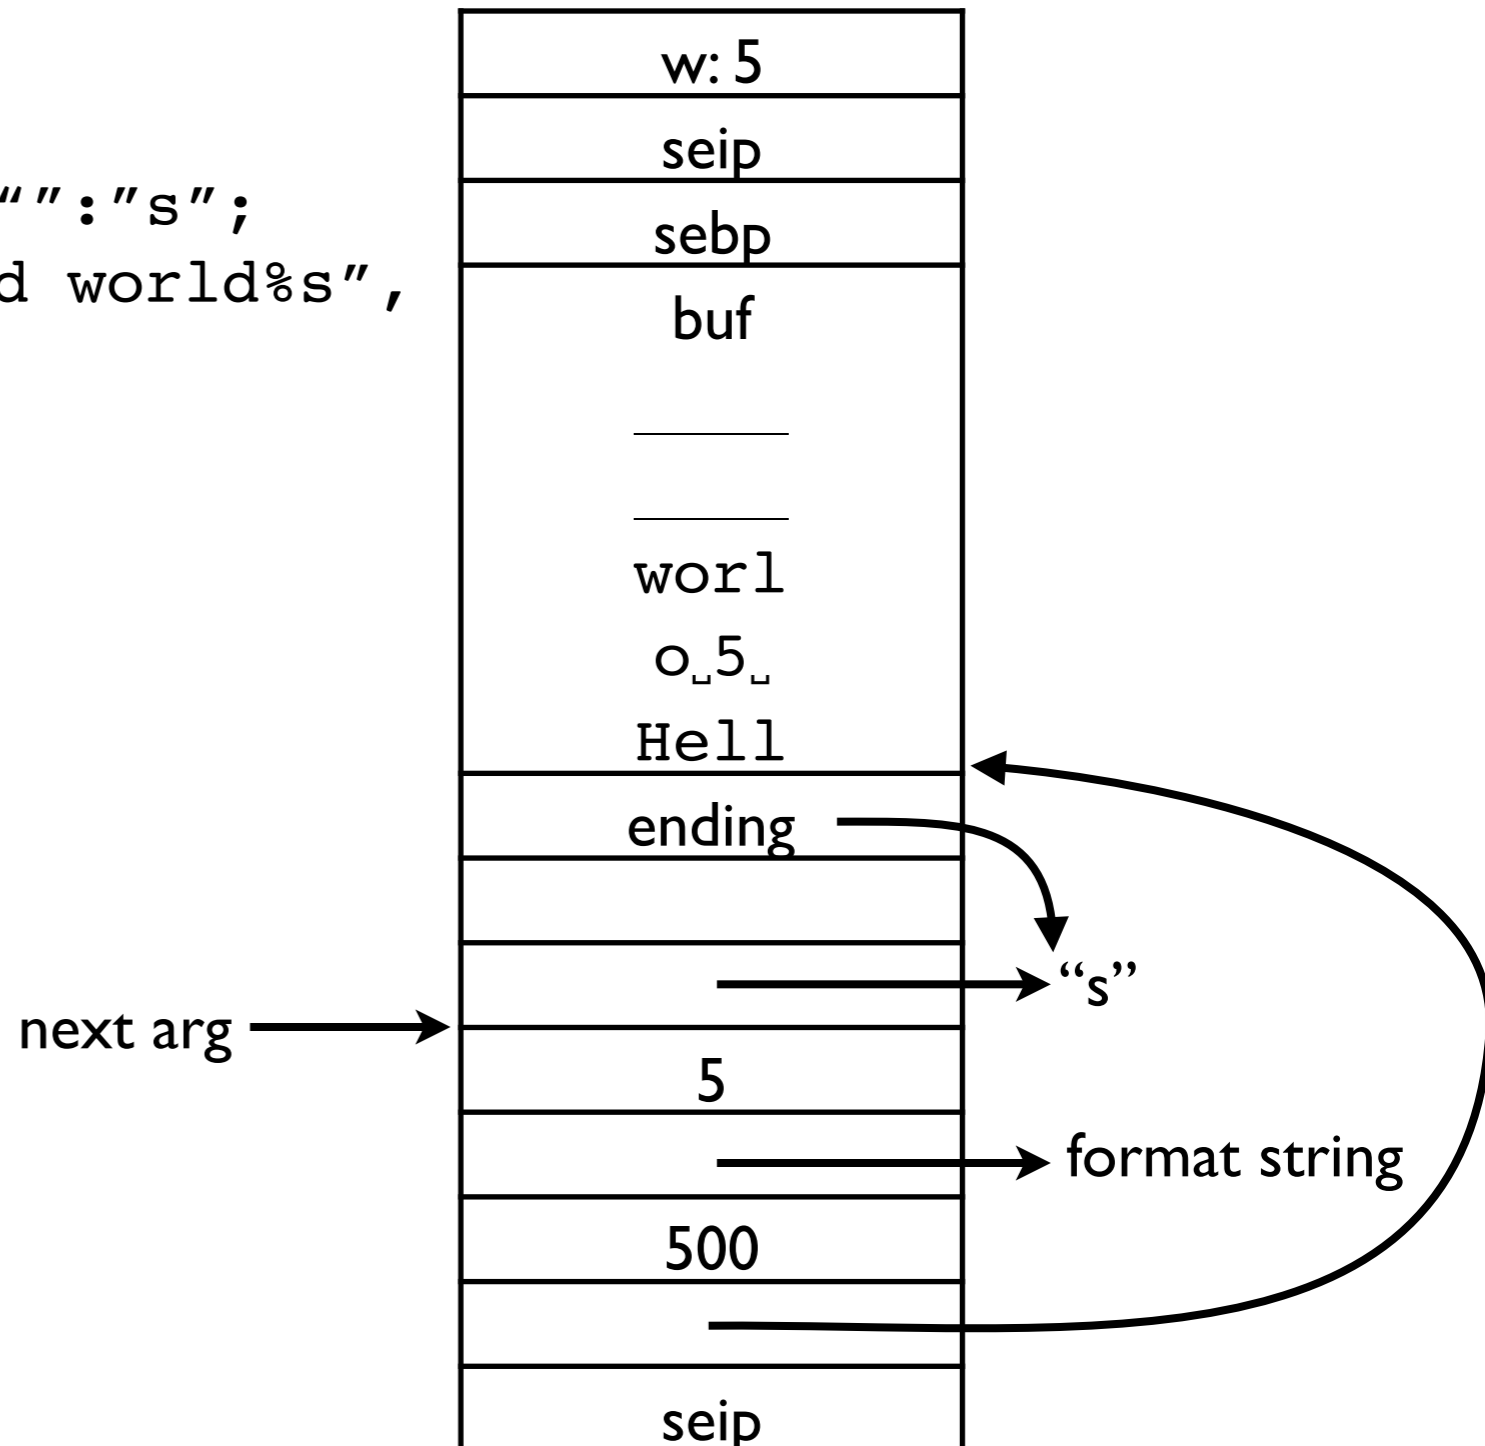 w: 5
seip
“”:”s”;
sebp
d world%s”,
buf
worl
o␣5␣
Hell
ending
“s”
next arg
5
format string
500
seip